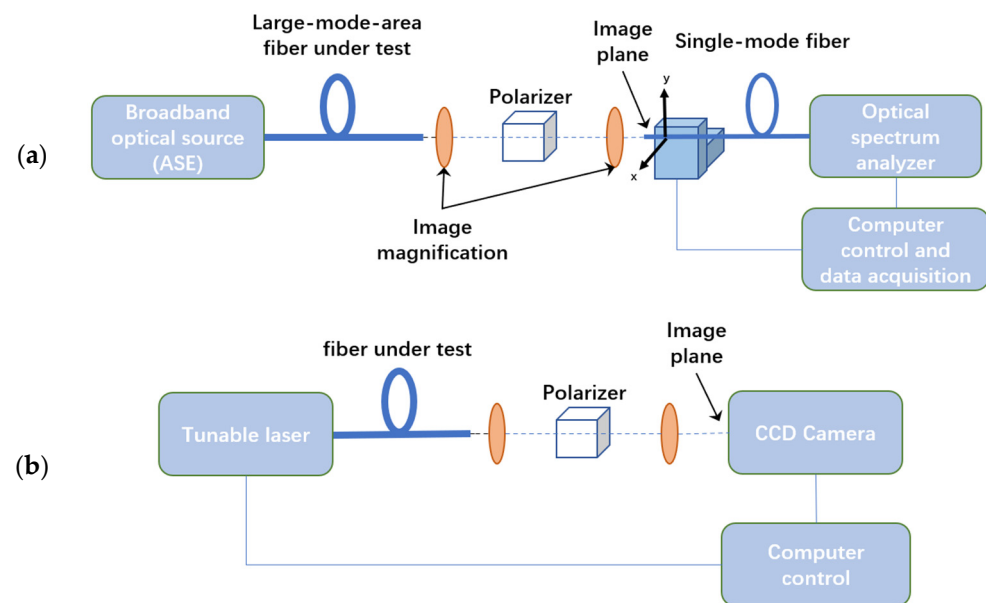 (a)
Large-mode-area
fiber under test
Image
plane
Single-mode fiber
Broadband
optical source
(ASE)
Polarizer
y
x
Optical
spectrum
analyzer
Image
magnification
Computer
control and
data acquisition
(b)
fiber under test
Image
plane
Tunable laser
Polarizer
CCD Camera
Computer
control